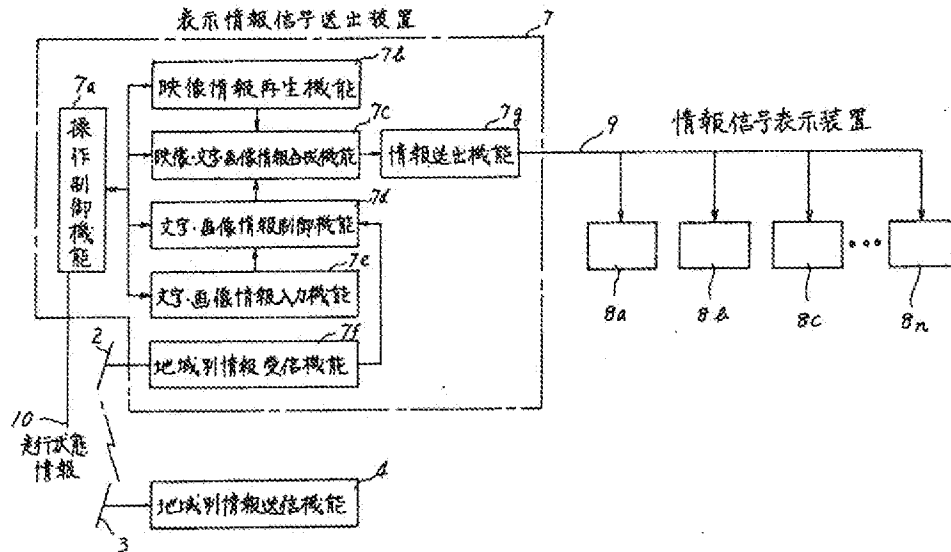 表示情報信号送出装置
7
7a
操作制御機能
7b
映像情報再生機能
7c
映像・文字画像情報合成機能
7g
情報送出機能
9
情報信号表示装置
7d
文字・画像情報制御機能
7e
文字・画像情報入力機能
7f
地域別情報受信機能
8a
8b
8c
8n
2
10
走行状態
情報
4
地域別情報送信機能
3